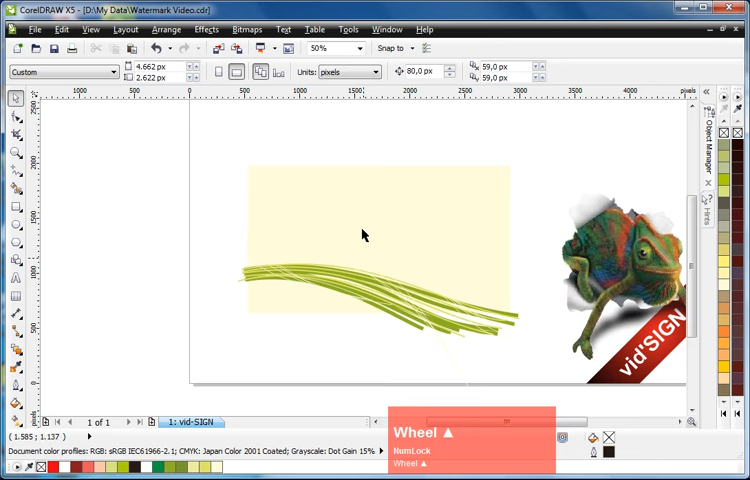 CorelDRAW X5 - [D:\My Data\Watermark Video.cdr]
File Edit View Layout Arrange Effects Bitmaps Text Table Tools Window Help
50% Snap to
Custom 4.662 px 2.622 px Units: pixels 80,0 px 59,0 px 59,0 px
1000 500 0 500 1000 1500 2000 2500 3000 4000 pixels
2500
2000
1500
1000
500
0
pixels
Object Manager
Hints
vid'SIGN
1 of 1 1: vid-SIGN
Wheel ▲
NumLock
Wheel ▲
( 1.585; 1.137 )
Document color profiles: RGB: sRGB IEC61966-2.1; CMYK: Japan Color 2001 Coated; Grayscale: Dot Gain 15%